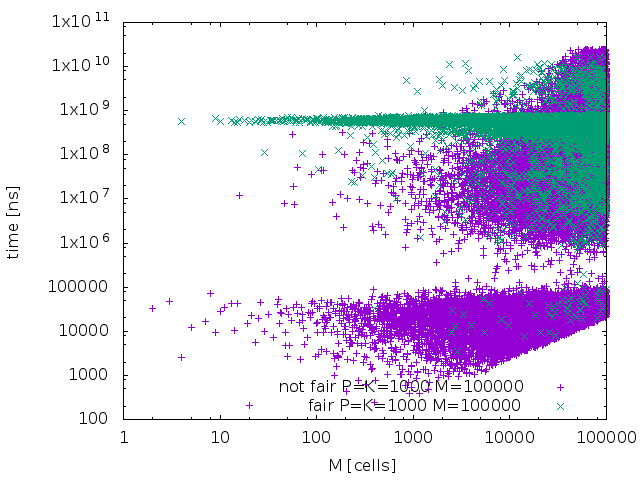 1x10^11
1x10^10
1x10^9
1x10^8
1x10^7
1x10^6
100000
10000
1000
100
time [ns]
not fair P=K=1000 M=100000
fair P=K=1000 M=100000
1 10 100 1000 10000 100000
M [cells]